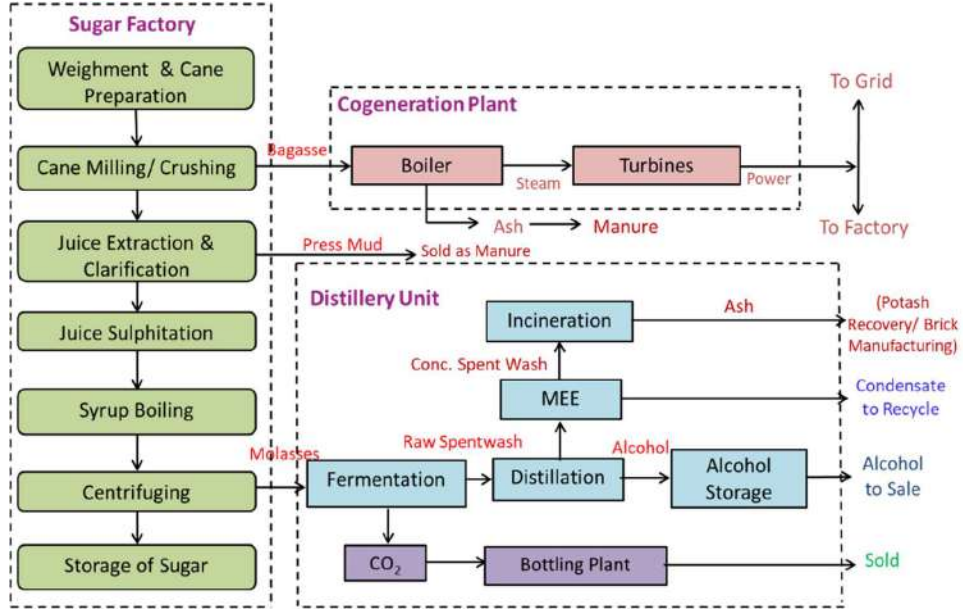 Sugar Factory
Weighment & Cane
Preparation
Cane Milling/ Crushing
Juice Extraction &
Clarification
Juice Sulphitation
Syrup Boiling
Centrifuging
Storage of Sugar
Bagasse
Press Mud
Sold as Manure
Molasses
Cogeneration Plant
Boiler
Steam
Turbines
Power
To Grid
To Factory
Ash
Manure
Distillery Unit
Incineration
Ash
(Potash
Recovery/ Brick
Manufacturing)
Conc. Spent Wash
MEE
Condensate
to Recycle
Raw Spentwash
Fermentation
Distillation
Alcohol
Alcohol
Storage
Alcohol
to Sale
CO₂
Bottling Plant
Sold